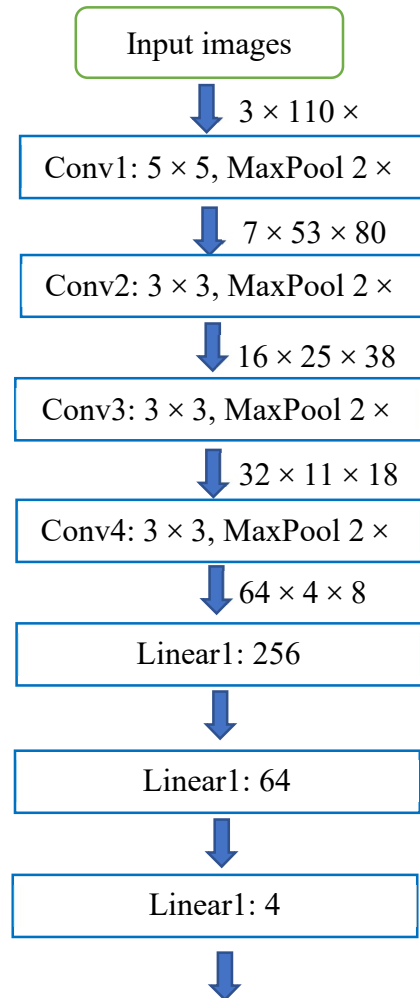 Input images
3 × 110 ×
Conv1: 5 × 5, MaxPool 2 ×
7 × 53 × 80
Conv2: 3 × 3, MaxPool 2 ×
16 × 25 × 38
Conv3: 3 × 3, MaxPool 2 ×
32 × 11 × 18
Conv4: 3 × 3, MaxPool 2 ×
64 × 4 × 8
Linear1: 256
Linear1: 64
Linear1: 4